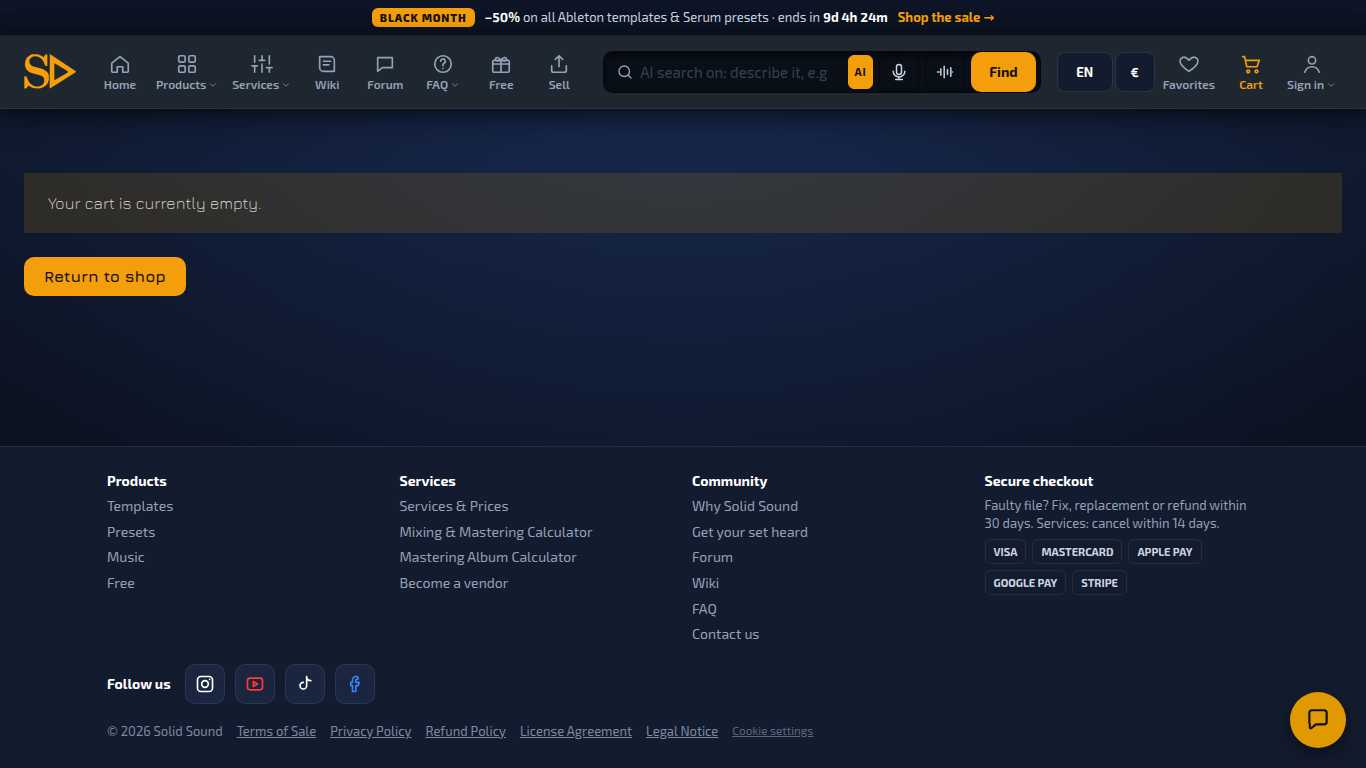 BLACK MONTH −50% on all Ableton templates & Serum presets · ends in 9d 4h 24m Shop the sale →
Home Products Services Wiki Forum FAQ Free Sell AI search on: describe it, e.g AI Find EN € Favorites Cart Sign in
Your cart is currently empty.
Return to shop
Products
Templates
Presets
Music
Free
Services
Services & Prices
Mixing & Mastering Calculator
Mastering Album Calculator
Become a vendor
Community
Why Solid Sound
Get your set heard
Forum
Wiki
FAQ
Contact us
Secure checkout
Faulty file? Fix, replacement or refund within
30 days. Services: cancel within 14 days.
VISA MASTERCARD APPLE PAY
GOOGLE PAY STRIPE
Follow us
© 2026 Solid Sound Terms of Sale Privacy Policy Refund Policy License Agreement Legal Notice Cookie settings